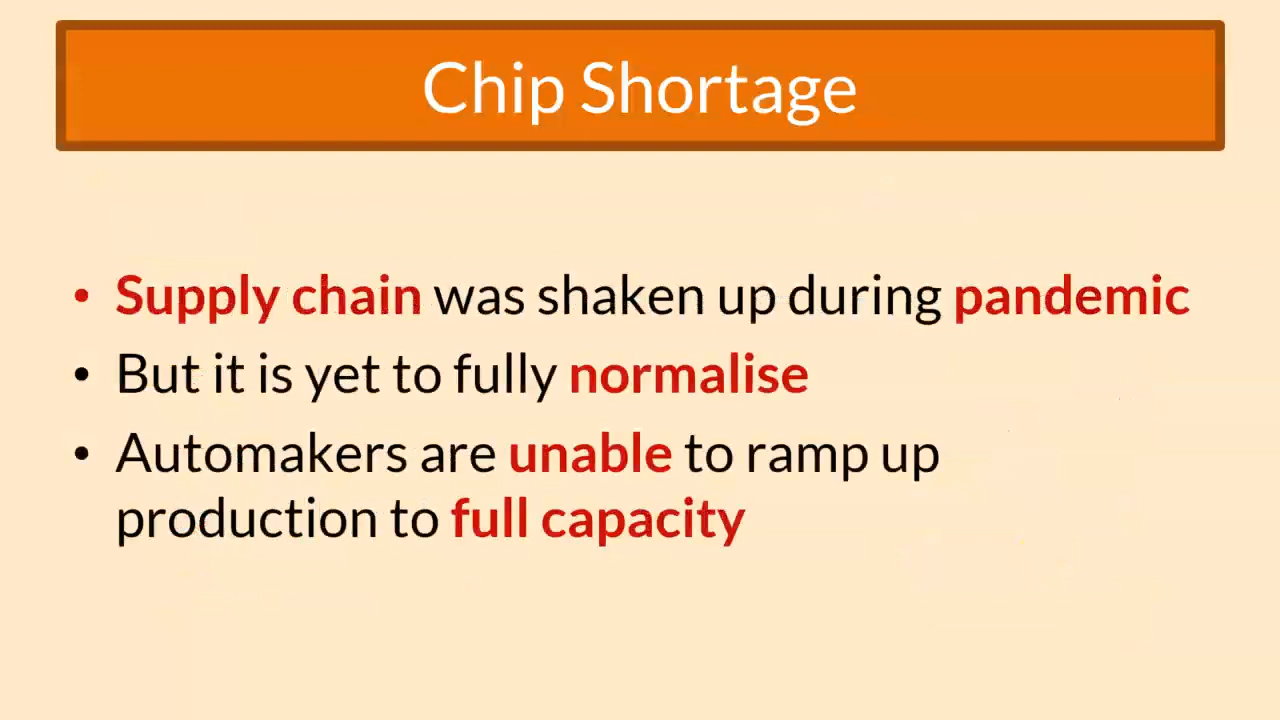 Chip Shortage
• Supply chain was shaken up during pandemic
• But it is yet to fully normalise
• Automakers are unable to ramp up
production to full capacity